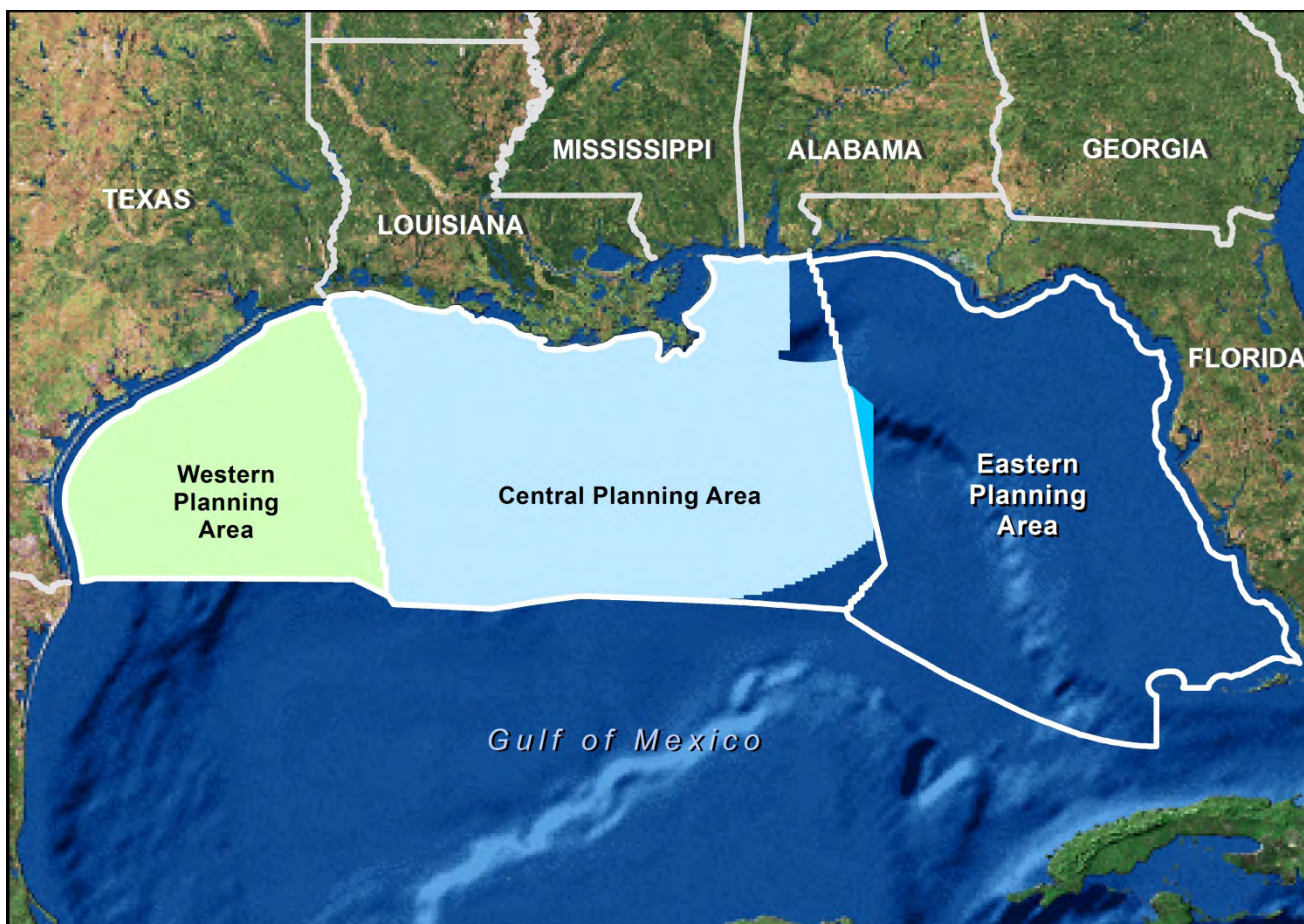 MISSISSIPPI
ALABAMA
GEORGIA
TEXAS
LOUISIANA
FLORIDA
Western
Planning
Area
Central Planning Area
Eastern
Planning
Area
Gulf of Mexico